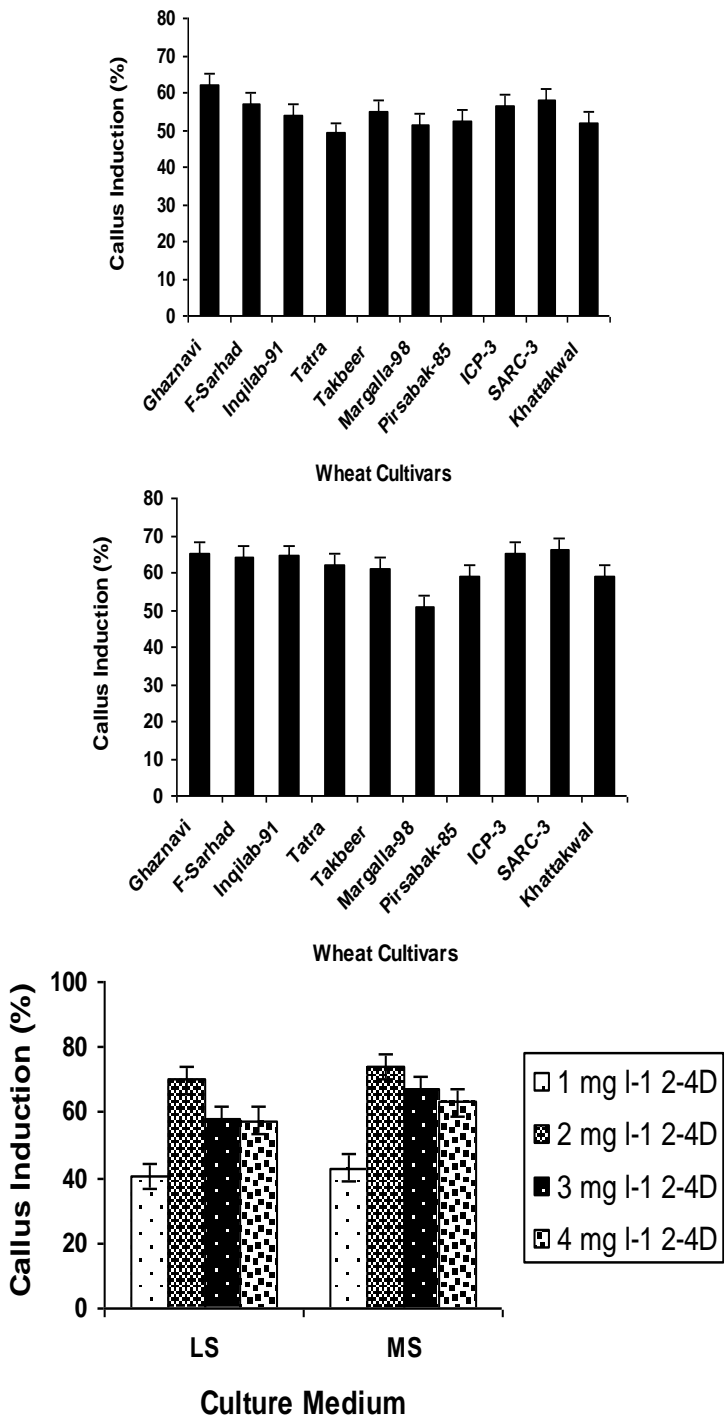 Callus Induction (%)
80
70
60
50
40
30
20
10
0
Ghaznavi
F-Sarhad
Inqilab-91
Tatra
Takbeer
Margalla-98
Pirsabak-85
ICP-3
SARC-3
Khattakwal
Wheat Cultivars
Callus Induction (%)
80
70
60
50
40
30
20
10
0
Ghaznavi
F-Sarhad
Inqilab-91
Tatra
Takbeer
Margalla-98
Pirsabak-85
ICP-3
SARC-3
Khattakwal
Wheat Cultivars
Callus Induction (%)
100
80
60
40
20
0
LS
MS
Culture Medium
1 mg l-1 2-4D
2 mg l-1 2-4D
3 mg l-1 2-4D
4 mg l-1 2-4D